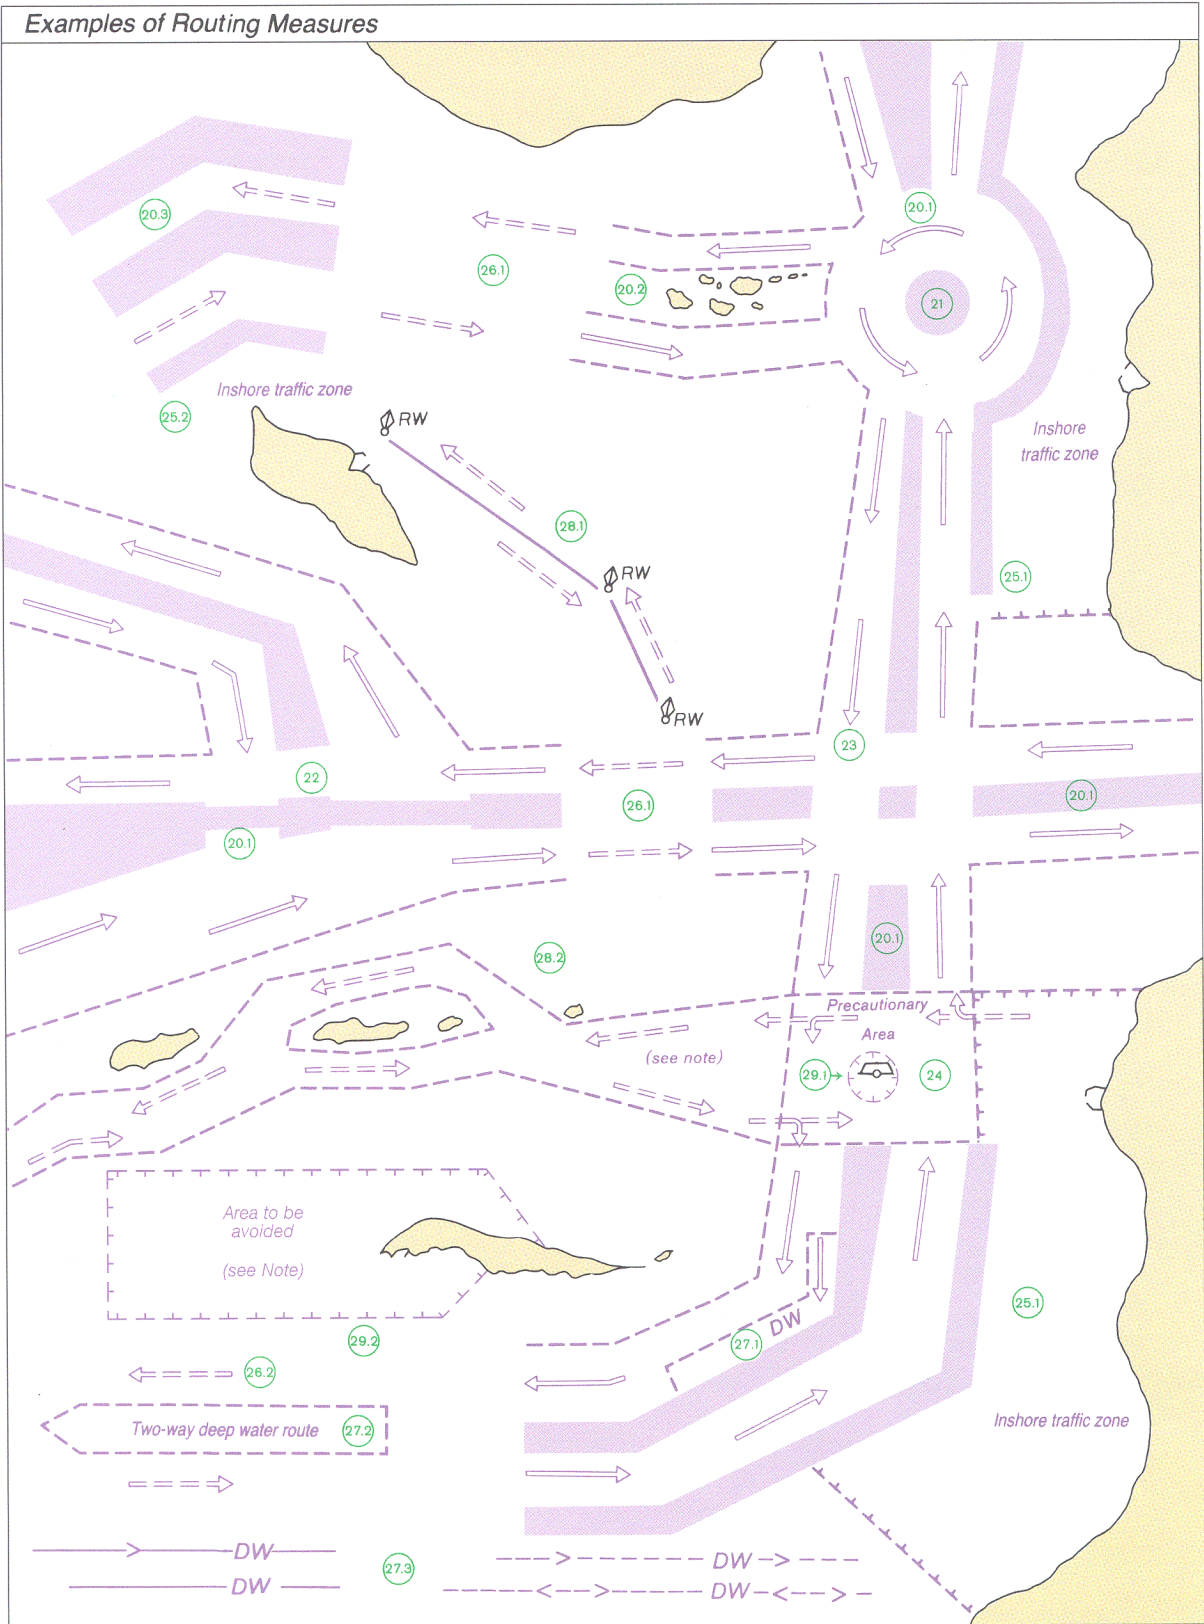 Examples of Routing Measures
20.1
20.3
26.1
20.2
21
Inshore traffic zone
25.2
RW
Inshore
traffic zone
28.1
RW
25.1
RW
23
22
26.1
20.1
20.1
20.1
28.2
Precautionary
Area
(see note)
29.1
24
Area to be
avoided
(see Note)
25.1
DW
27.1
29.2
26.2
Two-way deep water route
27.2
Inshore traffic zone
DW
DW
27.3
DW
DW